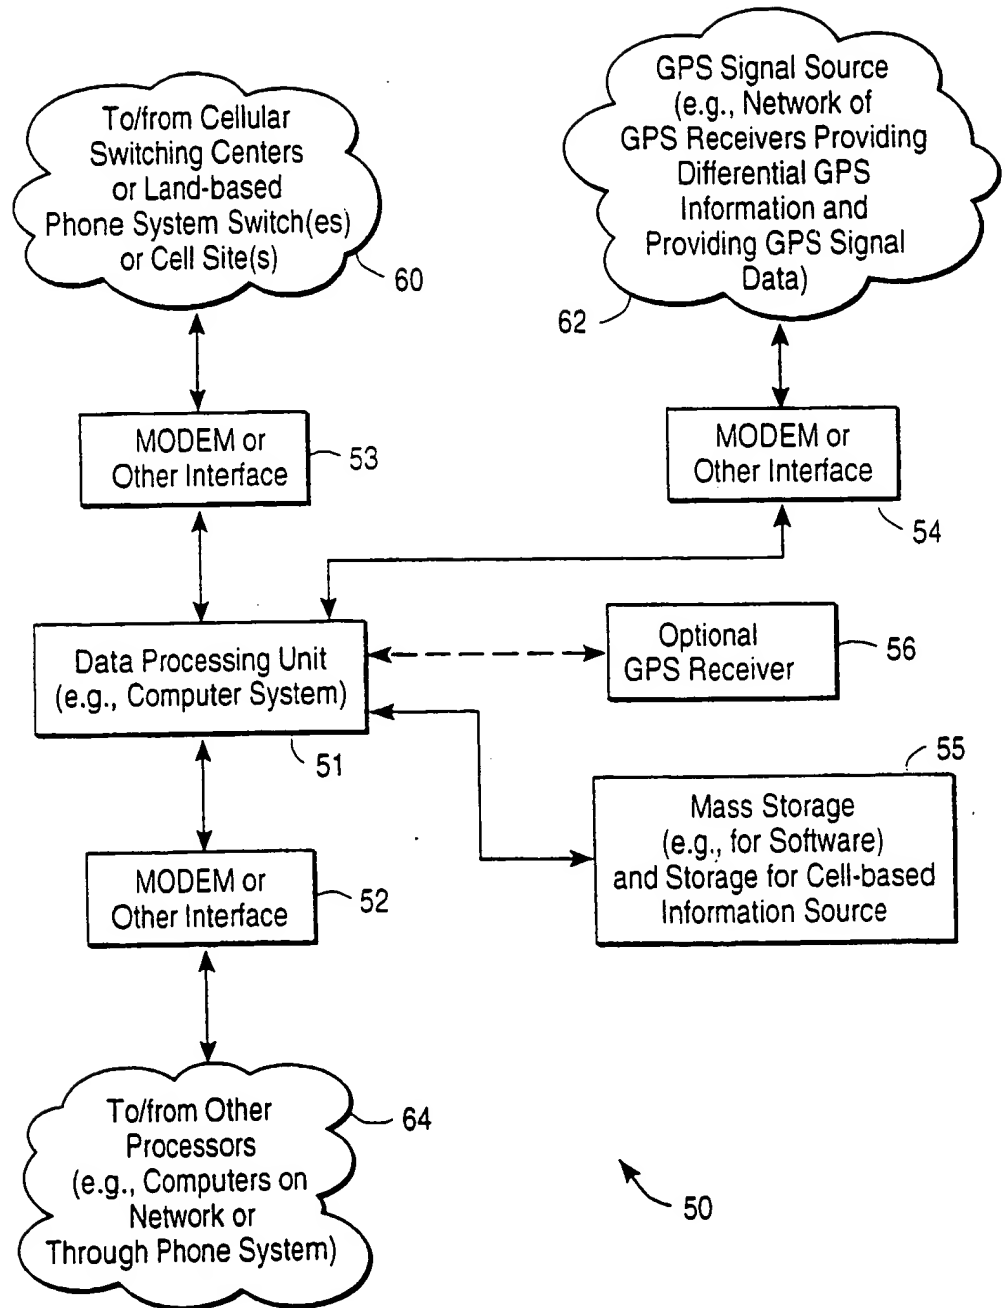 To/from Cellular
Switching Centers
or Land-based
Phone System Switch(es)
or Cell Site(s)
60
GPS Signal Source
(e.g., Network of
GPS Receivers Providing
Differential GPS
Information and
Providing GPS Signal
Data)
62
MODEM or
Other Interface
53
MODEM or
Other Interface
54
Data Processing Unit
(e.g., Computer System)
51
Optional
GPS Receiver
56
55
Mass Storage
(e.g., for Software)
and Storage for Cell-based
Information Source
MODEM or
Other Interface
52
To/from Other
Processors
(e.g., Computers on
Network or
Through Phone System)
64
50